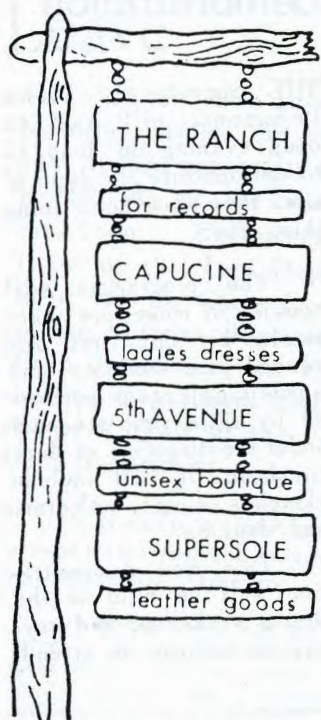 THE RANCH
for records
CAPUCINE
ladies dresses
5th AVENUE
unisex boutique
SUPERSOLE
leather goods